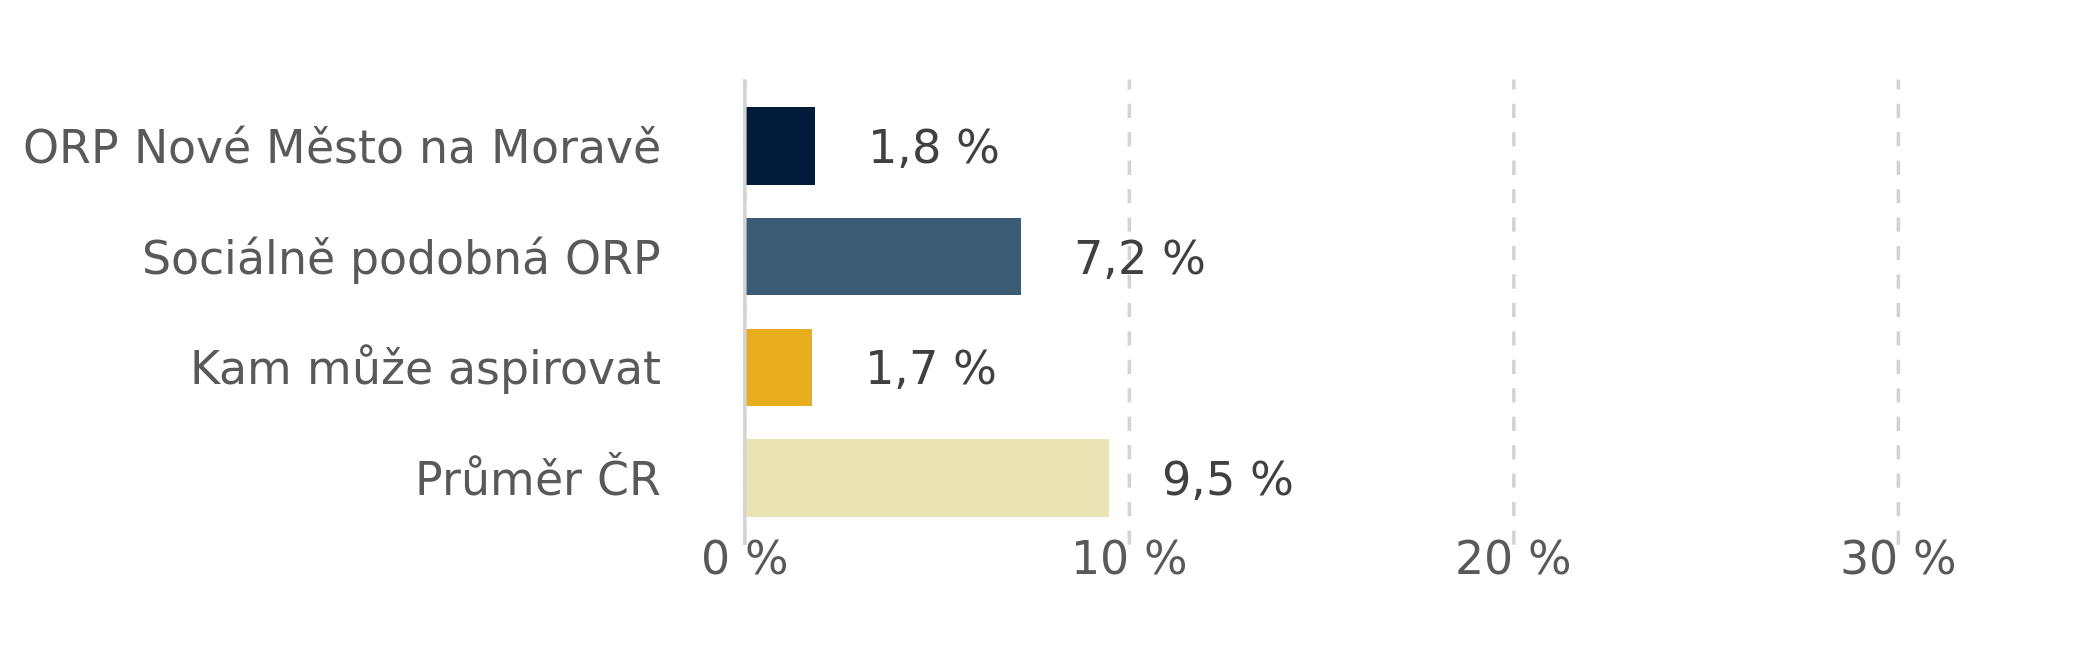 ORP Nové Město na Moravě 1,8 %
Sociálně podobná ORP 7,2 %
Kam může aspirovat 1,7 %
Průměr ČR 9,5 %
0 % 10 % 20 % 30 %